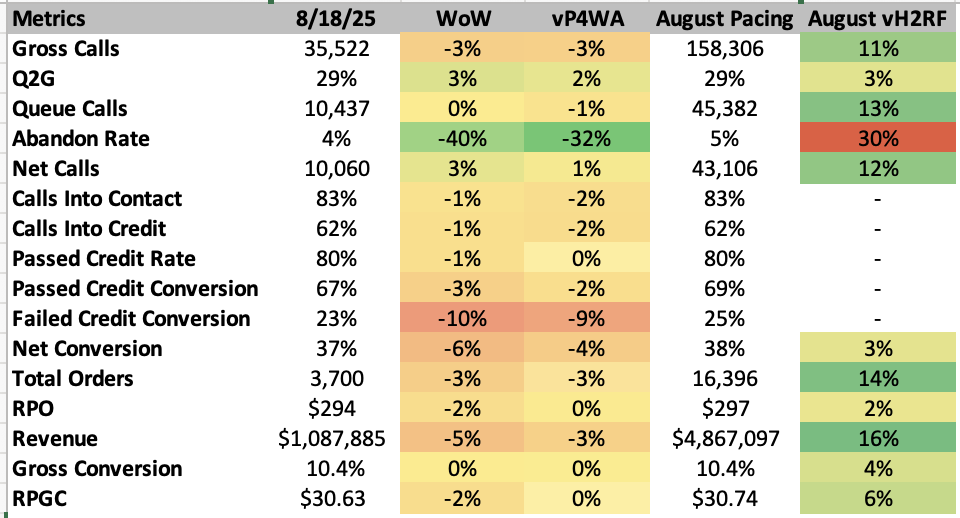 Metrics 8/18/25 WoW vP4WA August Pacing August vH2RF
Gross Calls 35,522 -3% -3% 158,306 11%
Q2G 29% 3% 2% 29% 3%
Queue Calls 10,437 0% -1% 45,382 13%
Abandon Rate 4% -40% -32% 5% 30%
Net Calls 10,060 3% 1% 43,106 12%
Calls Into Contact 83% -1% -2% 83% -
Calls Into Credit 62% -1% -2% 62% -
Passed Credit Rate 80% -1% 0% 80% -
Passed Credit Conversion 67% -3% -2% 69% -
Failed Credit Conversion 23% -10% -9% 25% -
Net Conversion 37% -6% -4% 38% 3%
Total Orders 3,700 -3% -3% 16,396 14%
RPO $294 -2% 0% $297 2%
Revenue $1,087,885 -5% -3% $4,867,097 16%
Gross Conversion 10.4% 0% 0% 10.4% 4%
RPGC $30.63 -2% 0% $30.74 6%